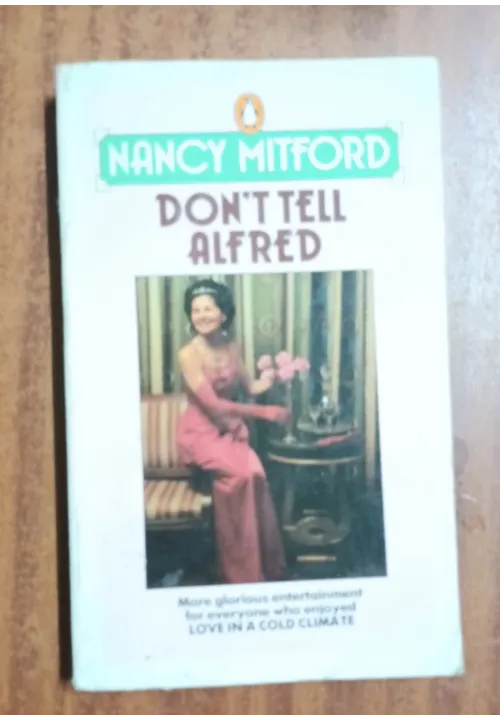 NANCY MITFORD
DON'T TELL
ALFRED
More glorious entertainment
for everyone who enjoyed
LOVE IN A COLD CLIMATE